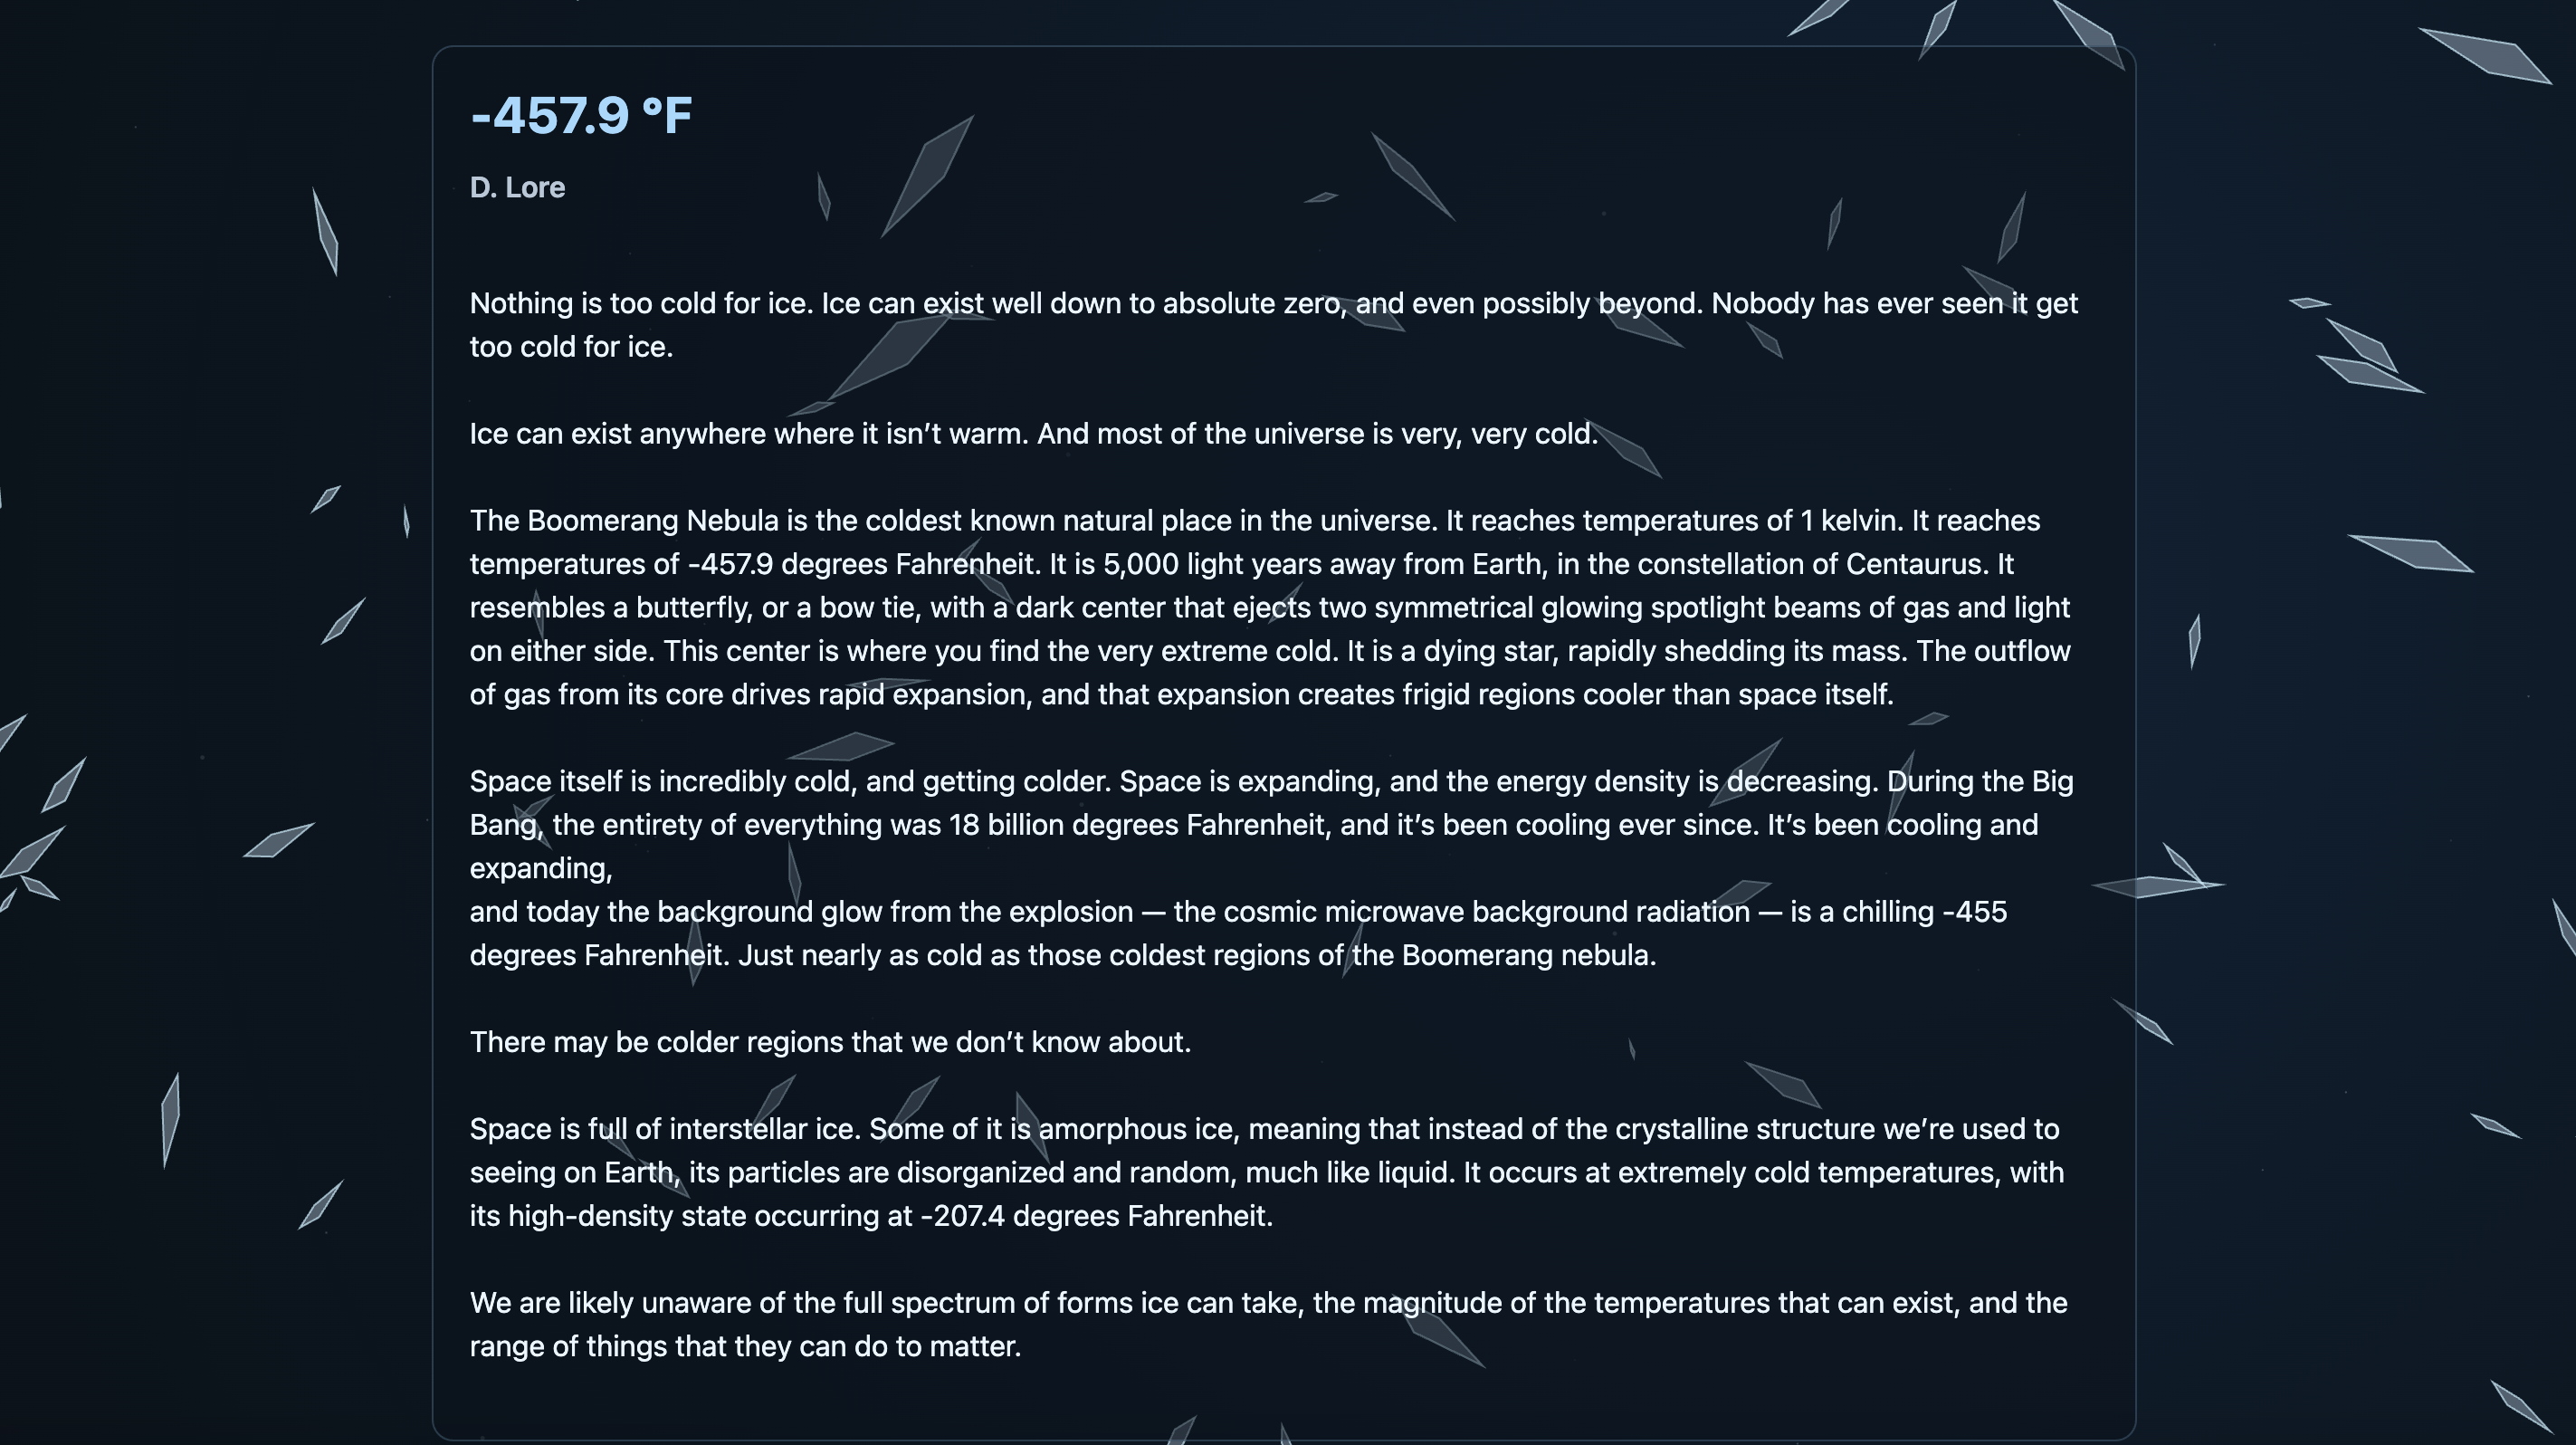 -457.9 °F
D. Lore
Nothing is too cold for ice. Ice can exist well down to absolute zero, and even possibly beyond. Nobody has ever seen it get
too cold for ice.
Ice can exist anywhere where it isn’t warm. And most of the universe is very, very cold.
The Boomerang Nebula is the coldest known natural place in the universe. It reaches temperatures of 1 kelvin. It reaches
temperatures of -457.9 degrees Fahrenheit. It is 5,000 light years away from Earth, in the constellation of Centaurus. It
resembles a butterfly, or a bow tie, with a dark center that ejects two symmetrical glowing spotlight beams of gas and light
on either side. This center is where you find the very extreme cold. It is a dying star, rapidly shedding its mass. The outflow
of gas from its core drives rapid expansion, and that expansion creates frigid regions cooler than space itself.
Space itself is incredibly cold, and getting colder. Space is expanding, and the energy density is decreasing. During the Big
Bang, the entirety of everything was 18 billion degrees Fahrenheit, and it’s been cooling ever since. It’s been cooling and
expanding,
and today the background glow from the explosion — the cosmic microwave background radiation — is a chilling -455
degrees Fahrenheit. Just nearly as cold as those coldest regions of the Boomerang nebula.
There may be colder regions that we don’t know about.
Space is full of interstellar ice. Some of it is amorphous ice, meaning that instead of the crystalline structure we’re used to
seeing on Earth, its particles are disorganized and random, much like liquid. It occurs at extremely cold temperatures, with
its high-density state occurring at -207.4 degrees Fahrenheit.
We are likely unaware of the full spectrum of forms ice can take, the magnitude of the temperatures that can exist, and the
range of things that they can do to matter.